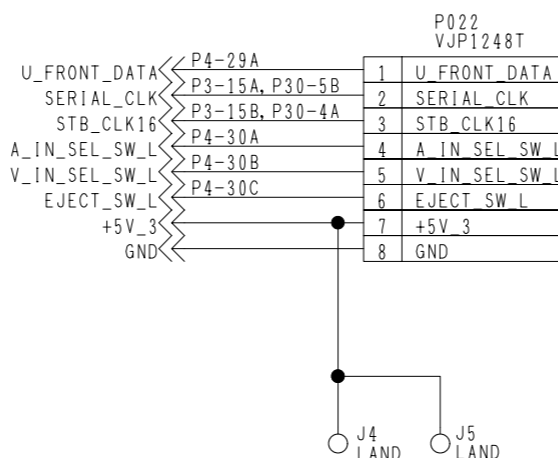 P022
VJP1248T
U_FRONT_DATA P4-29A 1 U_FRONT_DATA
SERIAL_CLK P3-15A, P30-5B 2 SERIAL_CLK
STB_CLK16 P3-15B, P30-4A 3 STB_CLK16
A_IN_SEL_SW_L P4-30A 4 A_IN_SEL_SW_L
V_IN_SEL_SW_L P4-30B 5 V_IN_SEL_SW_L
EJECT_SW_L P4-30C 6 EJECT_SW_L
+5V_3 7 +5V_3
GND 8 GND
J4 J5
LAND LAND